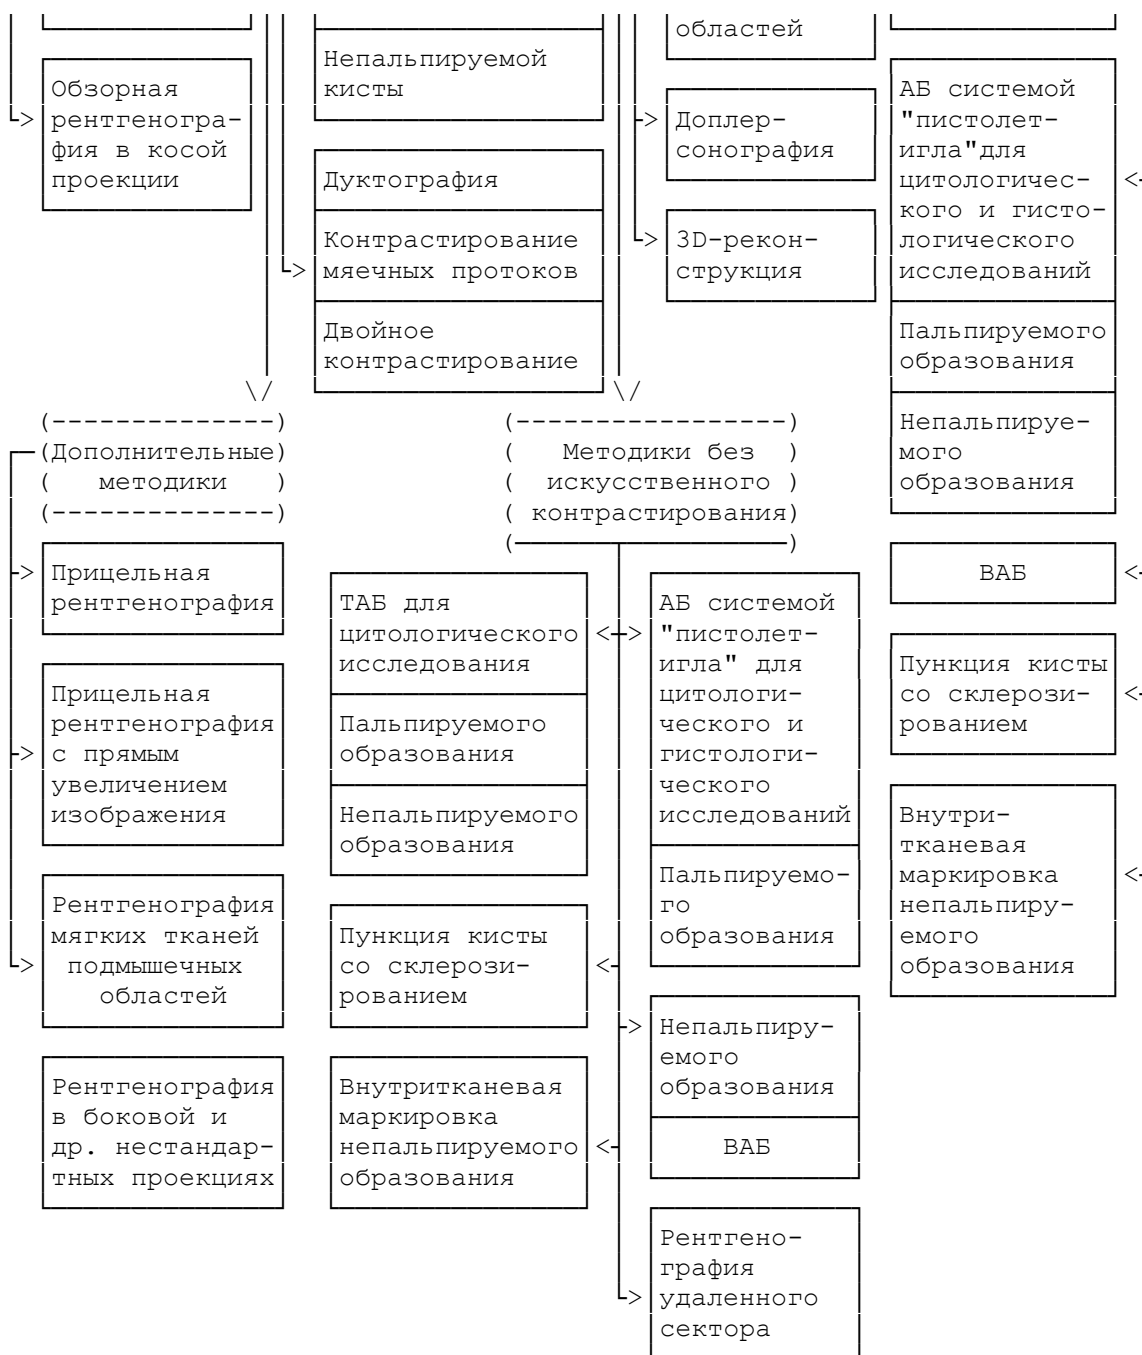 областей
Обзорная
рентгеногра-
фия в косой
проекции
Непальпируемой
кисты
Дуктография
Контрастирование
мяечных протоков
Двойное
контрастирование
Доплер-
сонография
3D-рекон-
струкция
АБ системой
"пистолет-
игла"для
цитологичес-
кого и гисто-
логического
исследований
Пальпируемого
образования
Непальпируе-
мого
образования
ВАБ
Пункция кисты
со склерози-
рованием
Внутри-
тканевая
маркировка
непальпиру-
емого
образования
(Дополнительные)
( методики )
Прицельная
рентгенография
Прицельная
рентгенография
с прямым
увеличением
изображения
Рентгенография
мягких тканей
подмышечных
областей
Рентгенография
в боковой и
др. нестандар-
тных проекциях
( Методики без )
( искусственного )
( контрастирования)
ТАБ для
цитологического
исследования
Пальпируемого
образования
Непальпируемого
образования
Пункция кисты
со склерози-
рованием
Внутритканевая
маркировка
непальпируемого
образования
АБ системой
"пистолет-
игла" для
цитологи-
ческого и
гистологи-
ческого
исследований
Пальпируемо-
го
образования
Непальпиру-
емого
образования
ВАБ
Рентгено-
графия
удаленного
сектора